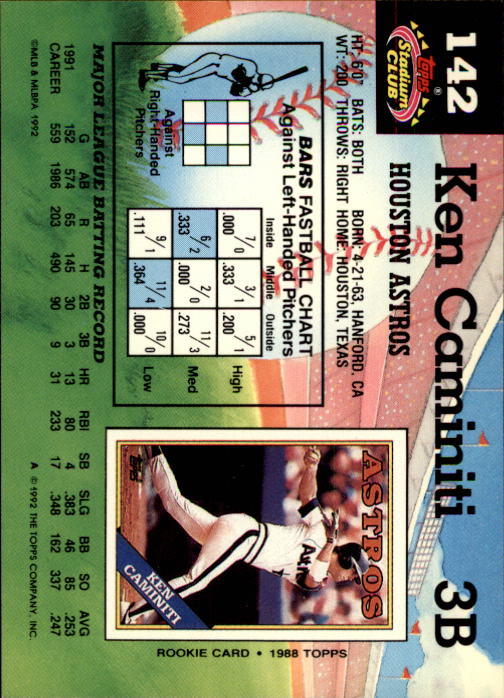 142
Topps®
Stadium
CLUB
Ken Caminiti 3B
HOUSTON ASTROS
HT: 6'0" BATS: BOTH BORN: 4-21-63, HANFORD, CA
WT: 200 THROWS: RIGHT HOME: HOUSTON, TEXAS
BARS FASTBALL CHART
Against Left-Handed Pitchers
Inside Middle Outside
7/0 3/1 5/1
.000 .333 .200 High
6/2 2/0 11/3
.333 .000 .273 Med
9/1 11/4 10/0
.111 .364 .000 Low
Against
Right-Handed
Pitchers
ASTROS
Topps
KEN
CAMINITI
ROOKIE CARD • 1988 TOPPS
MAJOR LEAGUE BATTING RECORD
G AB R H 2B 3B HR RBI SB SLG BB SO AVG
1991 152 574 65 145 30 3 13 80 4 .383 46 85 .253
CAREER 559 1986 203 490 90 9 31 233 17 .348 162 337 .247
©MLB & MLBPA 1992
A © 1992 THE TOPPS COMPANY, INC.